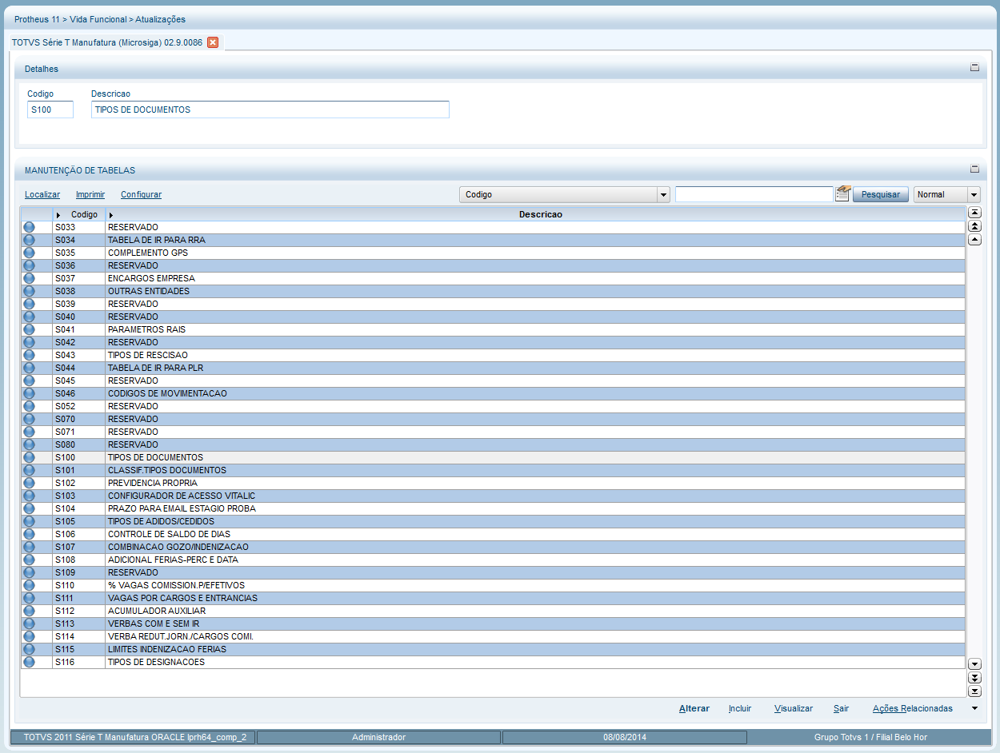 Protheus 11 > Vida Funcional > Atualizações
TOTVS Série T Manufatura (Microsiga) 02.9.0086
Detalhes
Codigo Descricao
S100 TIPOS DE DOCUMENTOS
MANUTENÇÃO DE TABELAS
Localizar Imprimir Configurar Codigo Pesquisar Normal
Codigo Descricao
S033 RESERVADO
S034 TABELA DE IR PARA RRA
S035 COMPLEMENTO GPS
S036 RESERVADO
S037 ENCARGOS EMPRESA
S038 OUTRAS ENTIDADES
S039 RESERVADO
S040 RESERVADO
S041 PARAMETROS RAIS
S042 RESERVADO
S043 TIPOS DE RESCISAO
S044 TABELA DE IR PARA PLR
S045 RESERVADO
S046 CODIGOS DE MOVIMENTACAO
S052 RESERVADO
S070 RESERVADO
S071 RESERVADO
S080 RESERVADO
S100 TIPOS DE DOCUMENTOS
S101 CLASSIF.TIPOS DOCUMENTOS
S102 PREVIDENCIA PROPRIA
S103 CONFIGURADOR DE ACESSO VITALIC
S104 PRAZO PARA EMAIL ESTAGIO PROBA
S105 TIPOS DE ADIDOS/CEDIDOS
S106 CONTROLE DE SALDO DE DIAS
S107 COMBINACAO GOZO/INDENIZACAO
S108 ADICIONAL FERIAS-PERC E DATA
S109 RESERVADO
S110 % VAGAS COMISSION.P/EFETIVOS
S111 VAGAS POR CARGOS E ENTRANCIAS
S112 ACUMULADOR AUXILIAR
S113 VERBAS COM E SEM IR
S114 VERBA REDUT.JORN./CARGOS COMI.
S115 LIMITES INDENIZACAO FERIAS
S116 TIPOS DE DESIGNACOES
Alterar Incluir Visualizar Sair Ações Relacionadas
TOTVS 2011 Série T Manufatura ORACLE lprh64_comp_2 Administrador 08/08/2014 Grupo Totvs 1 / Filial Belo Hor